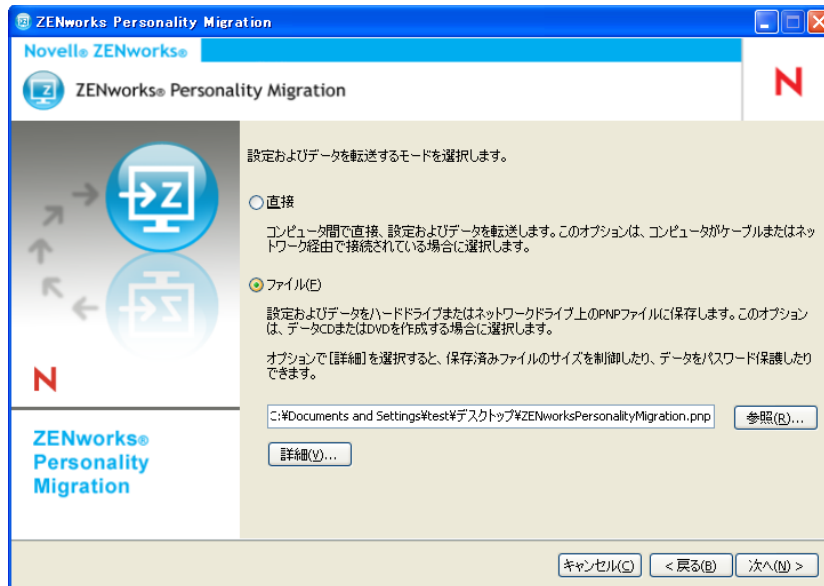 ZENworks Personality Migration
Novell® ZENworks®
ZENworks® Personality Migration
N
設定およびデータを転送するモードを選択します。
直接
コンピュータ間で直接、設定およびデータを転送します。このオプションは、コンピュータがケーブルまたはネッ
トワーク経由で接続されている場合に選択します。
ファイル(F)
設定およびデータをハードドライブまたはネットワークドライブ上のPNPファイルに保存します。このオプション
は、データCDまたはDVDを作成する場合に選択します。
オプションで[詳細]を選択すると、保存済みファイルのサイズを制御したり、データをパスワード保護したり
できます。
C:¥Documents and Settings¥test¥デスクトップ¥ZENworksPersonalityMigration.pnp
参照(R)...
詳細(V)...
Z
N
ZENworks®
Personality
Migration
キャンセル(C)
< 戻る(B)
次へ(N) >